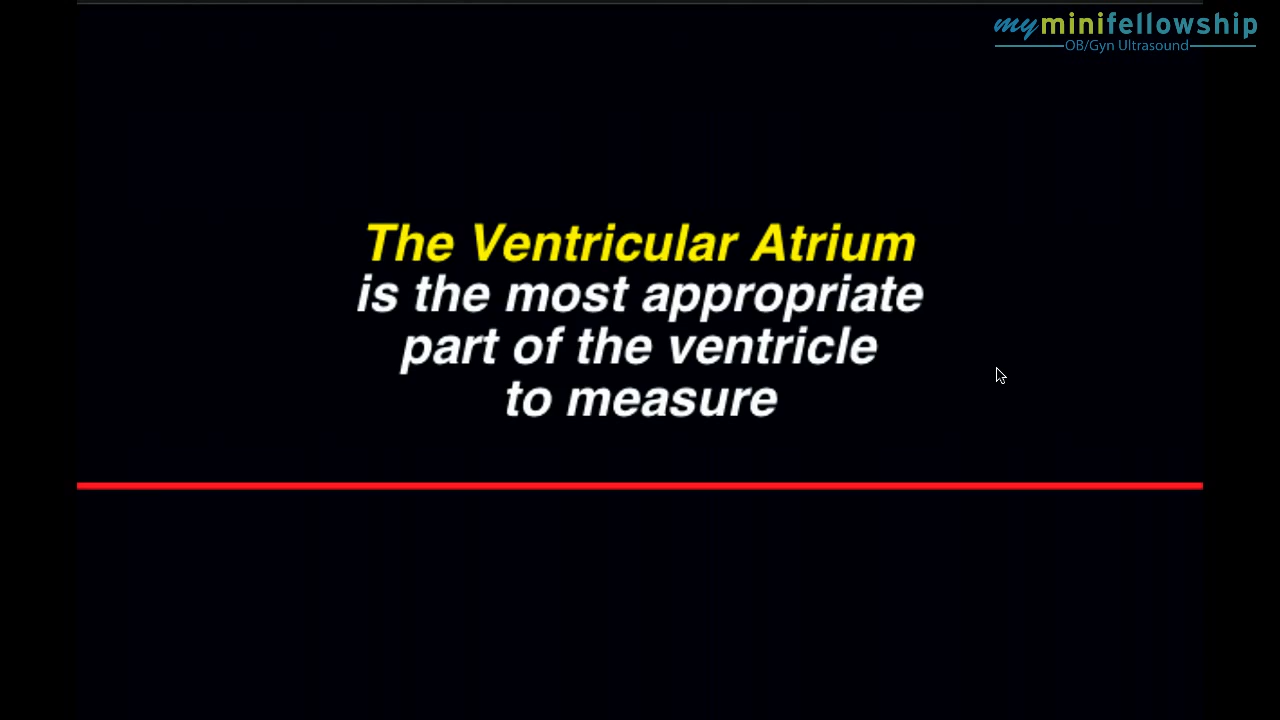 myminifellowship
OB/Gyn Ultrasound
The Ventricular Atrium
is the most appropriate
part of the ventricle
to measure